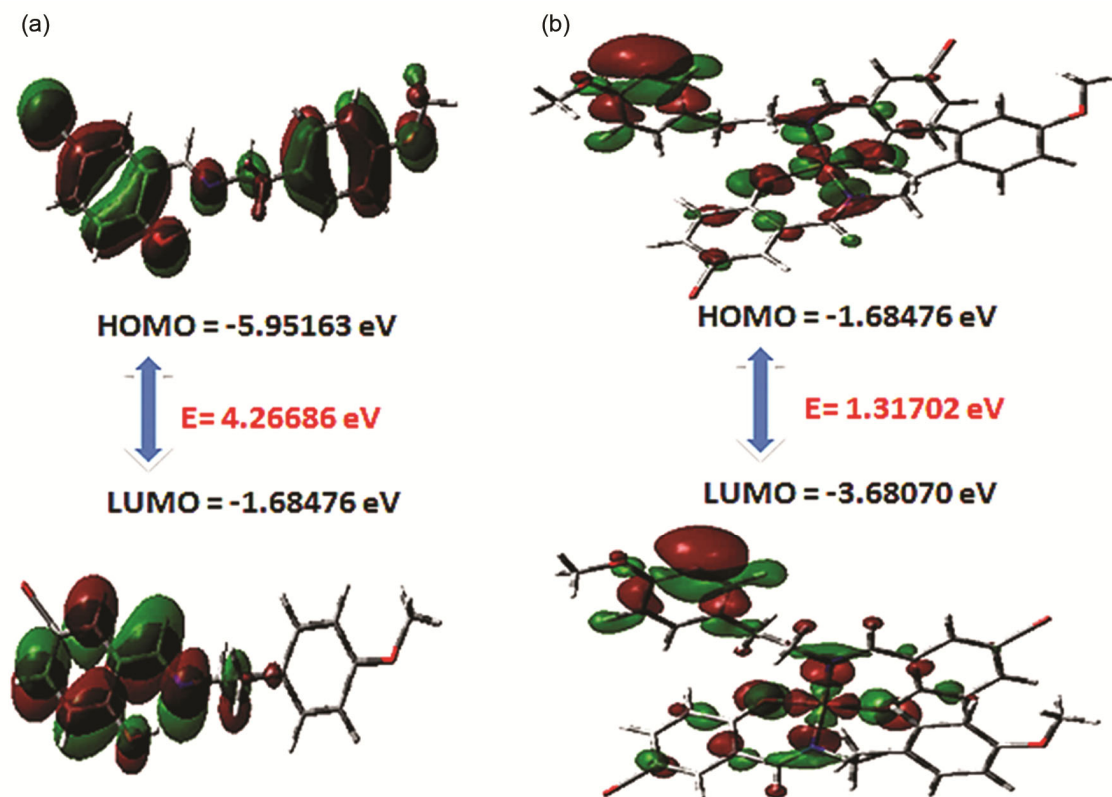 (a)
HOMO = -5.95163 eV
E= 4.26686 eV
LUMO = -1.68476 eV
(b)
HOMO = -1.68476 eV
E= 1.31702 eV
LUMO = -3.68070 eV